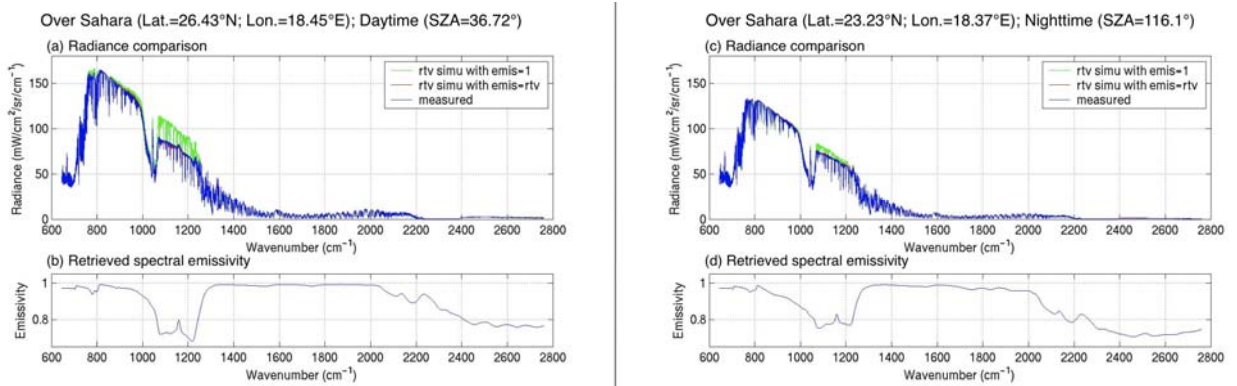 Over Sahara (Lat.=26.43°N; Lon.=18.45°E); Daytime (SZA=36.72°)
(a) Radiance comparison
rtv simu with emis=1
rtv simu with emis=rtv
measured
Radiance (mW/cm²/sr/cm⁻¹)
150
100
50
0
600 800 1000 1200 1400 1600 1800 2000 2200 2400 2600 2800
Wavenumber (cm⁻¹)
(b) Retrieved spectral emissivity
Emissivity
1
0.8
600 800 1000 1200 1400 1600 1800 2000 2200 2400 2600 2800
Wavenumber (cm⁻¹)
Over Sahara (Lat.=23.23°N; Lon.=18.37°E); Nighttime (SZA=116.1°)
(c) Radiance comparison
rtv simu with emis=1
rtv simu with emis=rtv
measured
Radiance (mW/cm²/sr/cm⁻¹)
150
100
50
0
600 800 1000 1200 1400 1600 1800 2000 2200 2400 2600 2800
Wavenumber (cm⁻¹)
(d) Retrieved spectral emissivity
Emissivity
1
0.8
600 800 1000 1200 1400 1600 1800 2000 2200 2400 2600 2800
Wavenumber (cm⁻¹)